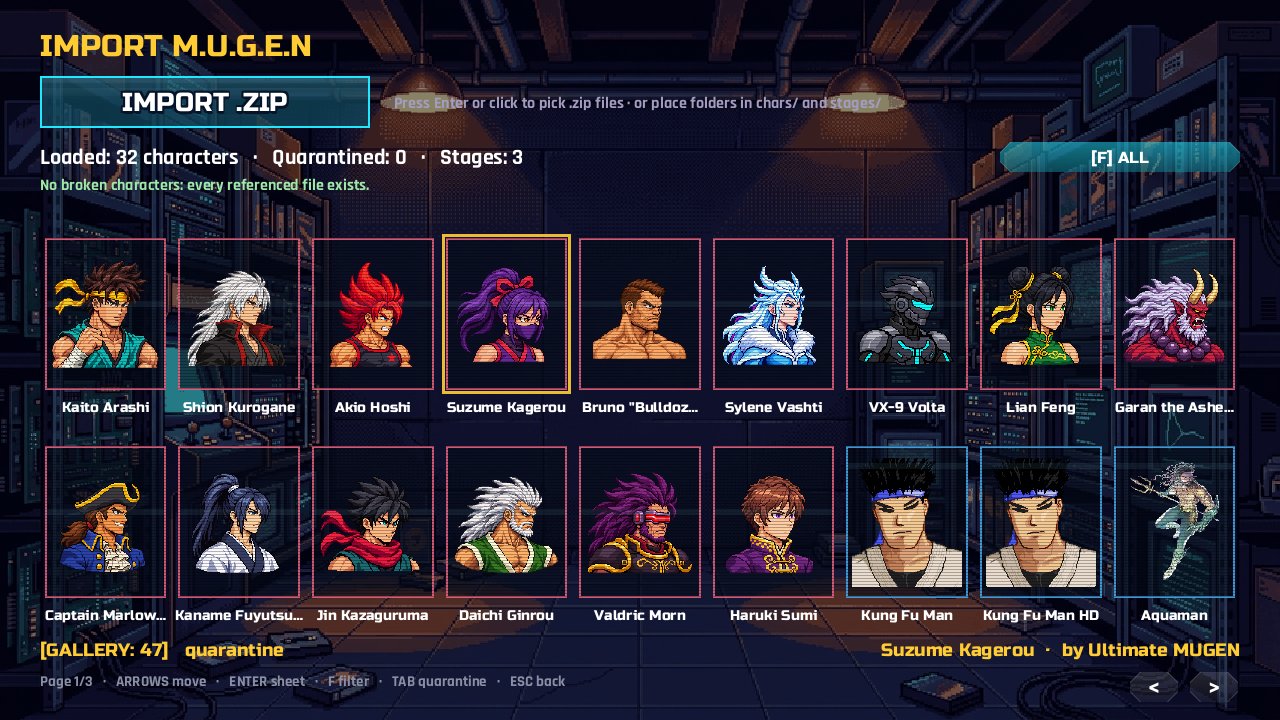 IMPORT M.U.G.E.N
IMPORT .ZIP
Press Enter or click to pick .zip files · or place folders in chars/ and stages/
Loaded: 32 characters · Quarantined: 0 · Stages: 3
[F] ALL
No broken characters: every referenced file exists.
Kaito Arashi
Shion Kurogane
Akio Hoshi
Suzume Kagerou
Bruno "Bulldoz...
Sylene Vasht
VX-9 Volta
Lian Feng
Garan the Ashe...
Captain Marlow...
Kaname Fuyutsu...
Jin Kazaguruma
Daichi Ginrou
Valdric Morn
Haruki Sumi
Kung Fu Man
Kung Fu Man HD
Aquaman
[GALLERY: 47] quarantine
Suzume Kagerou · by Ultimate MUGEN
Page 1/3 · ARROWS move · ENTER sheet · F filter · TAB quarantine · ESC back
< >